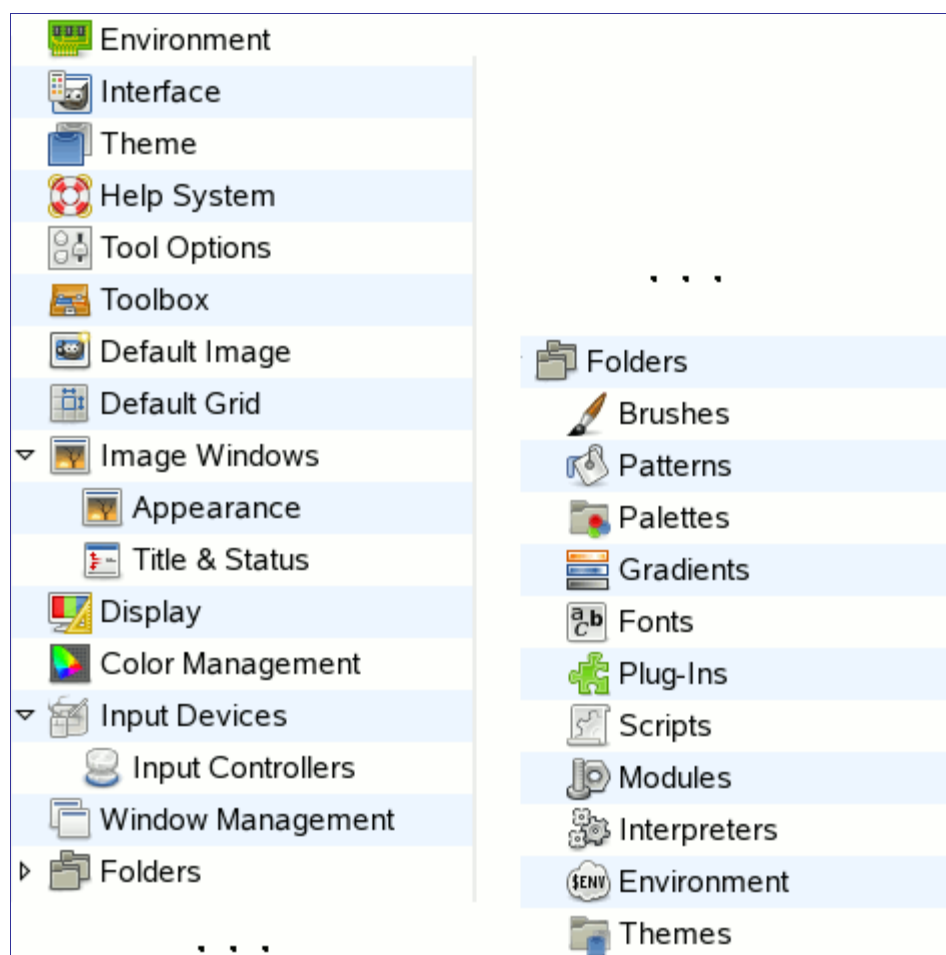 Environment
Interface
Theme
Help System
Tool Options
Toolbox
Default Image
Default Grid
Image Windows
Appearance
Title & Status
Display
Color Management
Input Devices
Input Controllers
Window Management
Folders
. . .
. . .
Folders
Brushes
Patterns
Palettes
Gradients
a b C Fonts
Plug-Ins
Scripts
Modules
Interpreters
$ENV Environment
Themes